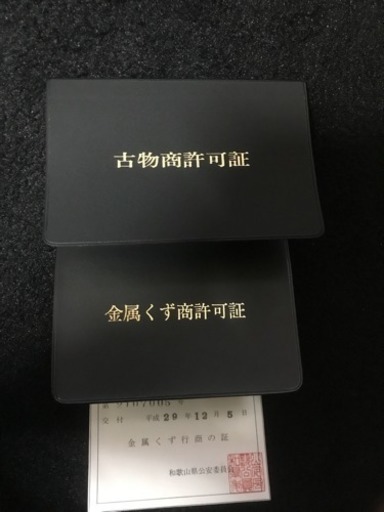 古物商許可証
金属くず商許可証
交付 平成29年12月5日
金属くず行商の証
和歌山県公安委員会